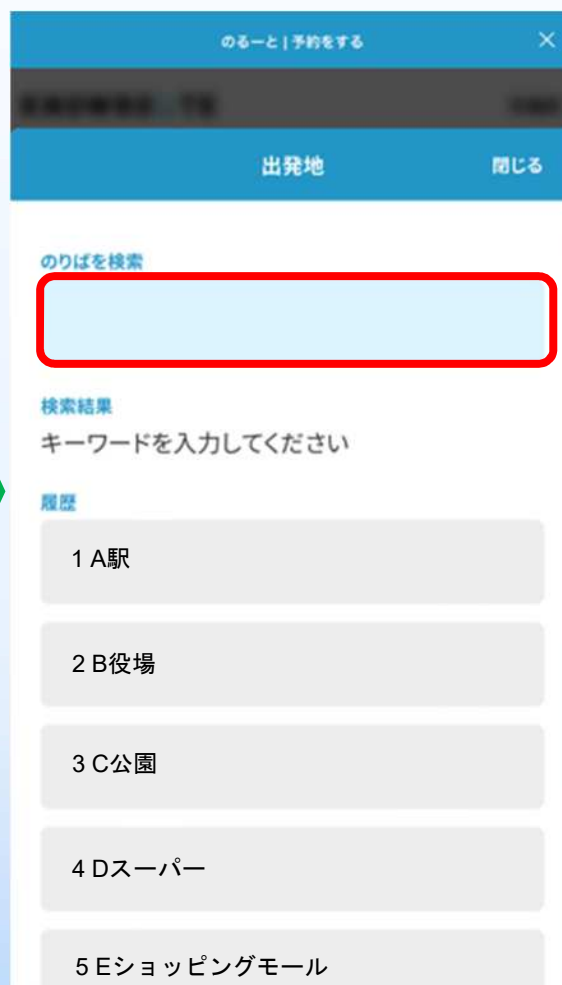 のるーと|予約をする ×
出発地 閉じる
のりばを検索
検索結果
キーワードを入力してください
履歴
1 A駅
2 B役場
3 C公園
4 Dスーパー
5 Eショッピングモール